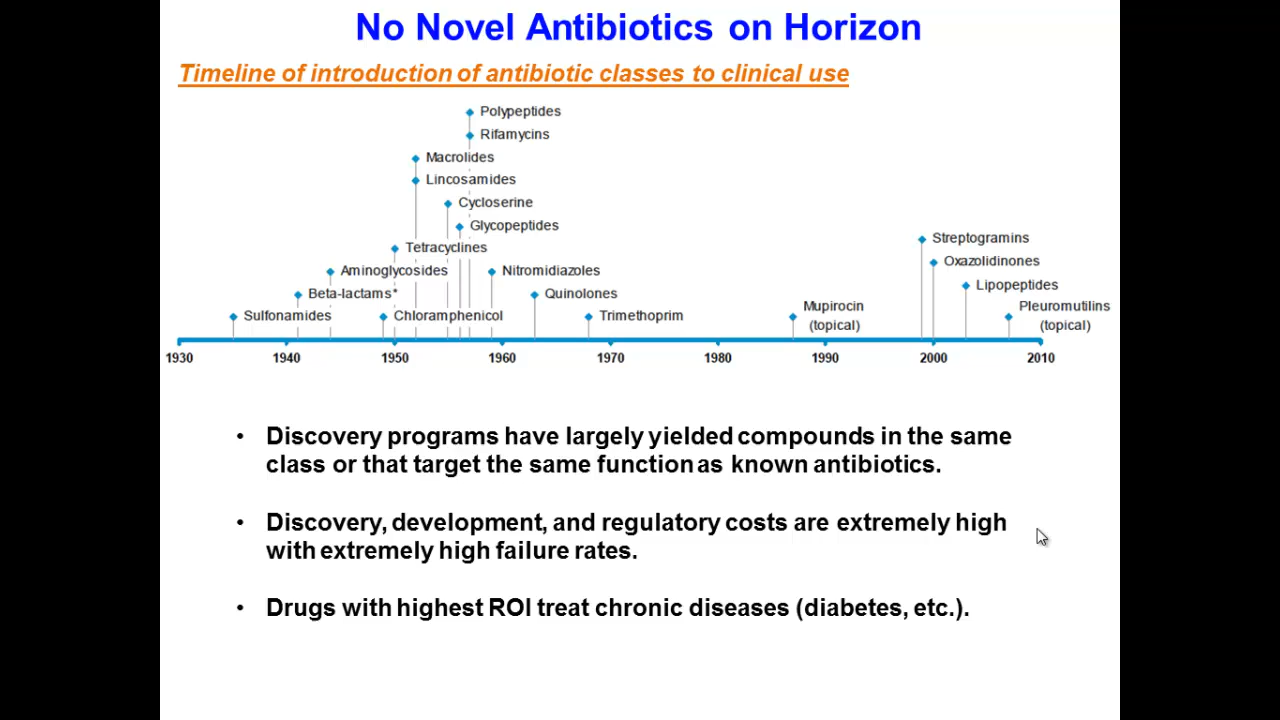 No Novel Antibiotics on Horizon
Timeline of introduction of antibiotic classes to clinical use
Polypeptides
Rifamycins
Macrolides
Lincosamides
Cycloserine
Glycopeptides
Streptogramins
Tetracyclines
Oxazolidinones
Aminoglycosides
Nitromidiazoles
Lipopeptides
Beta-lactams*
Quinolones
Mupirocin
(topical)
Pleuromutilins
(topical)
Sulfonamides
Chloramphenicol
Trimethoprim
1930 1940 1950 1960 1970 1980 1990 2000 2010
• Discovery programs have largely yielded compounds in the same
class or that target the same function as known antibiotics.
• Discovery, development, and regulatory costs are extremely high
with extremely high failure rates.
• Drugs with highest ROI treat chronic diseases (diabetes, etc.).